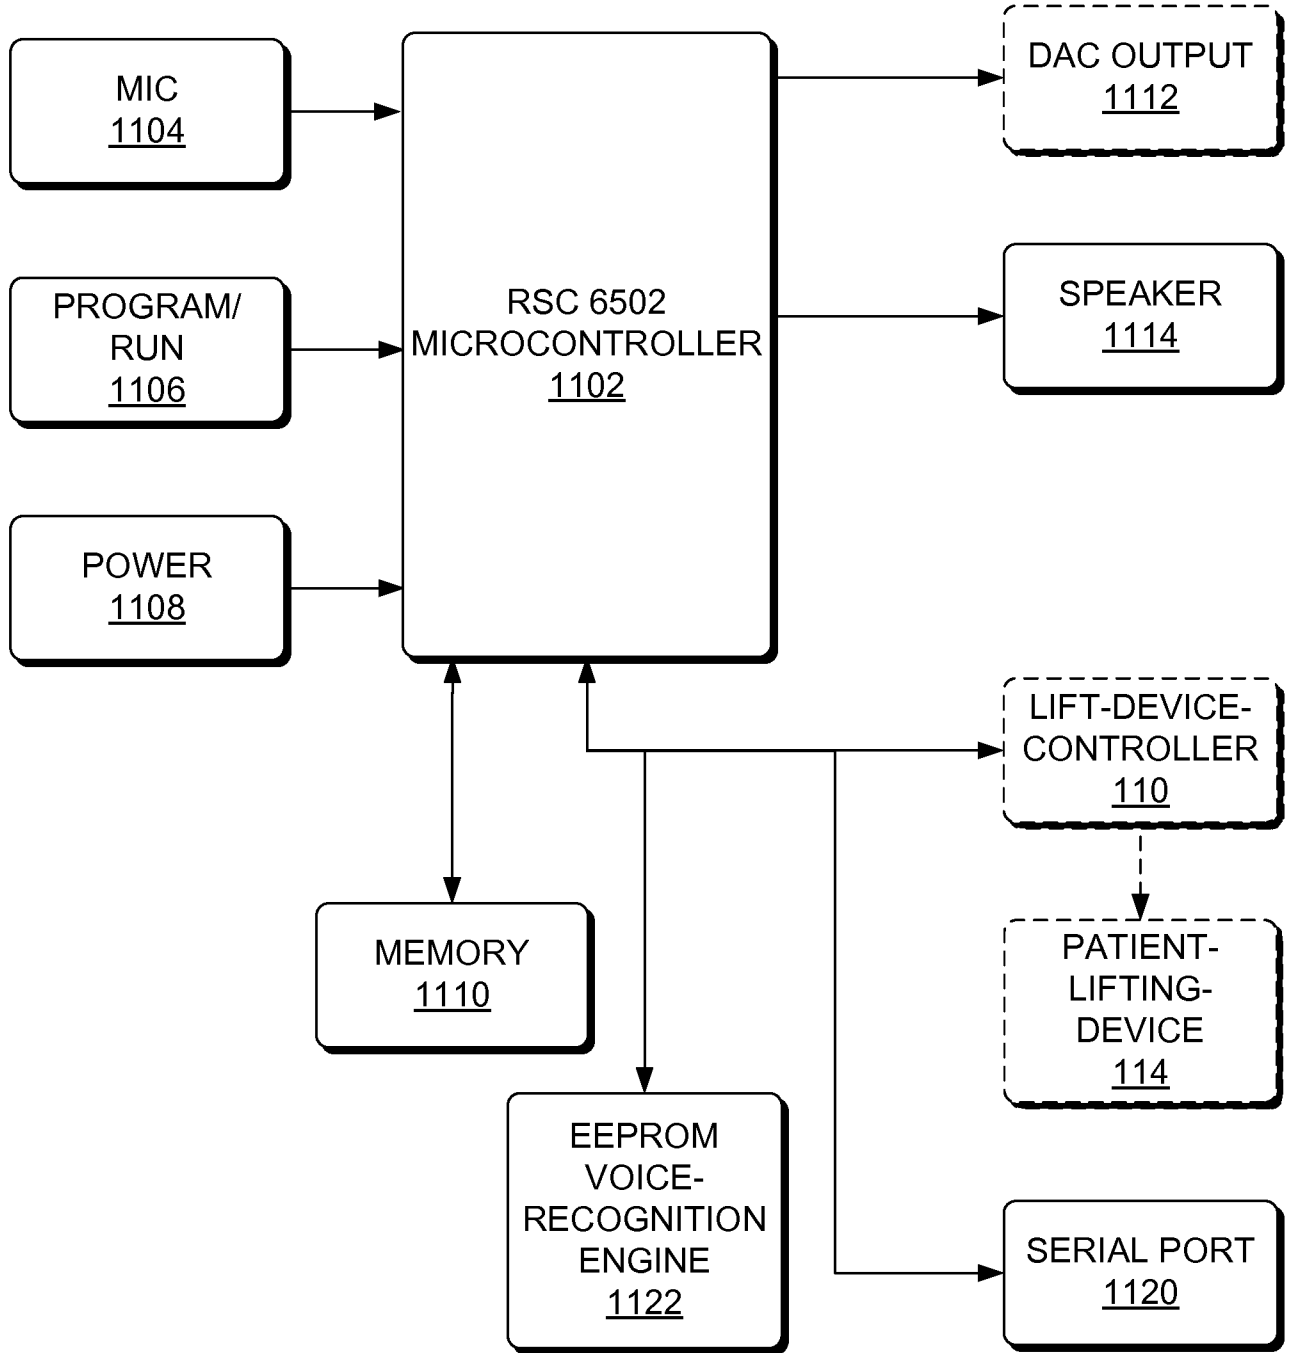 MIC
1104
PROGRAM/
RUN
1106
POWER
1108
RSC 6502
MICROCONTROLLER
1102
DAC OUTPUT
1112
SPEAKER
1114
LIFT-DEVICE-
CONTROLLER
110
PATIENT-
LIFTING-
DEVICE
114
MEMORY
1110
EEPROM
VOICE-
RECOGNITION
ENGINE
1122
SERIAL PORT
1120